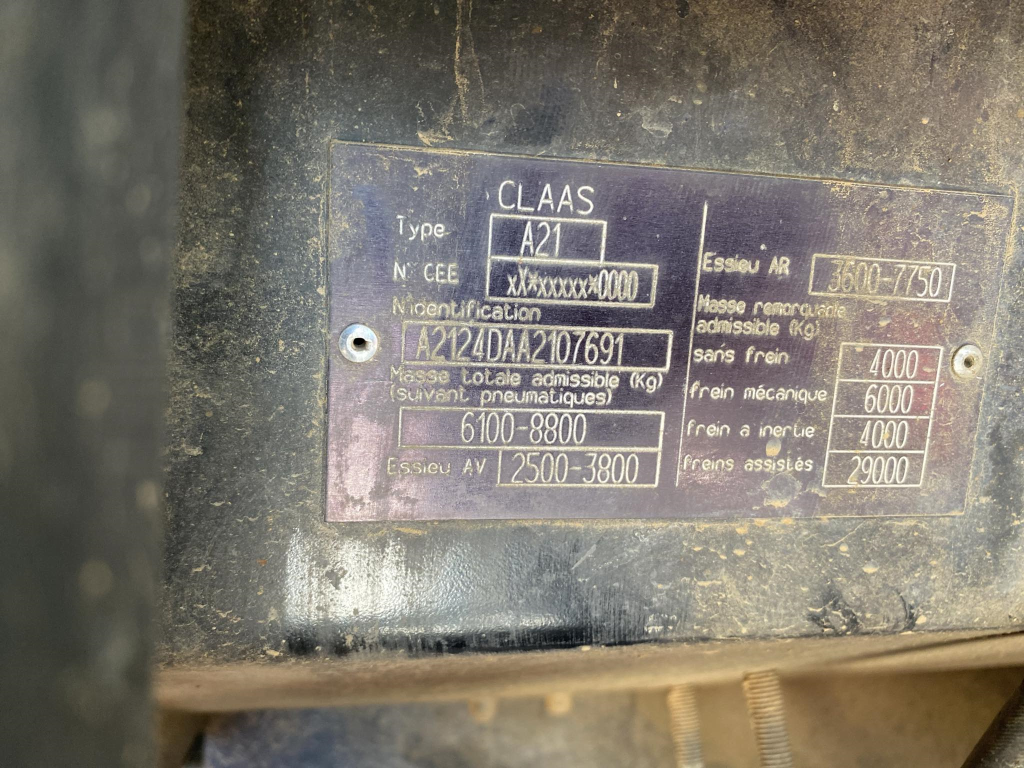 CLAAS
Type A21
N° CEE xX*xxxxx*0000
N°identification
A2124DAA2107691
Masse totale admissible (Kg)
(suivant pneumatiques)
6100-8800
Essieu AV 2500-3800
Essieu AR 3600-7750
Masse remorquable
admissible (Kg)
sans frein 4000
frein mécanique 6000
frein a inertie 4000
freins assistés 29000